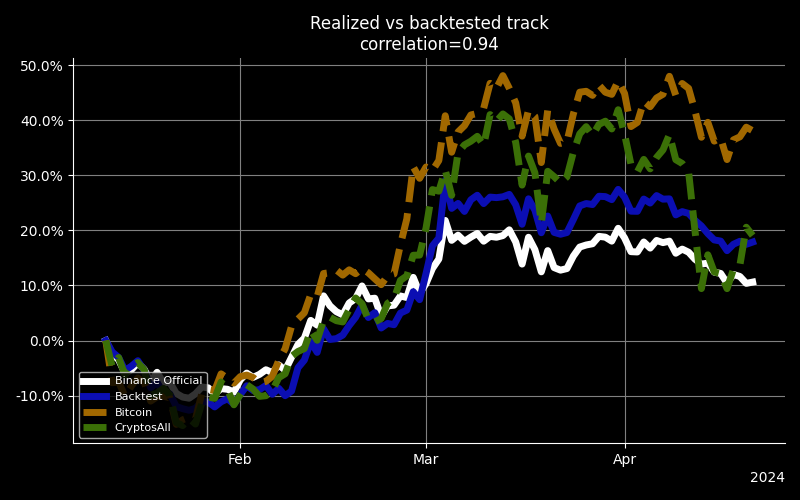 Realized vs backtested track
correlation=0.94
50.0%
40.0%
30.0%
20.0%
10.0%
0.0%
-10.0%
Binance Official
Backtest
Bitcoin
CryptosAll
Feb
Mar
Apr
2024